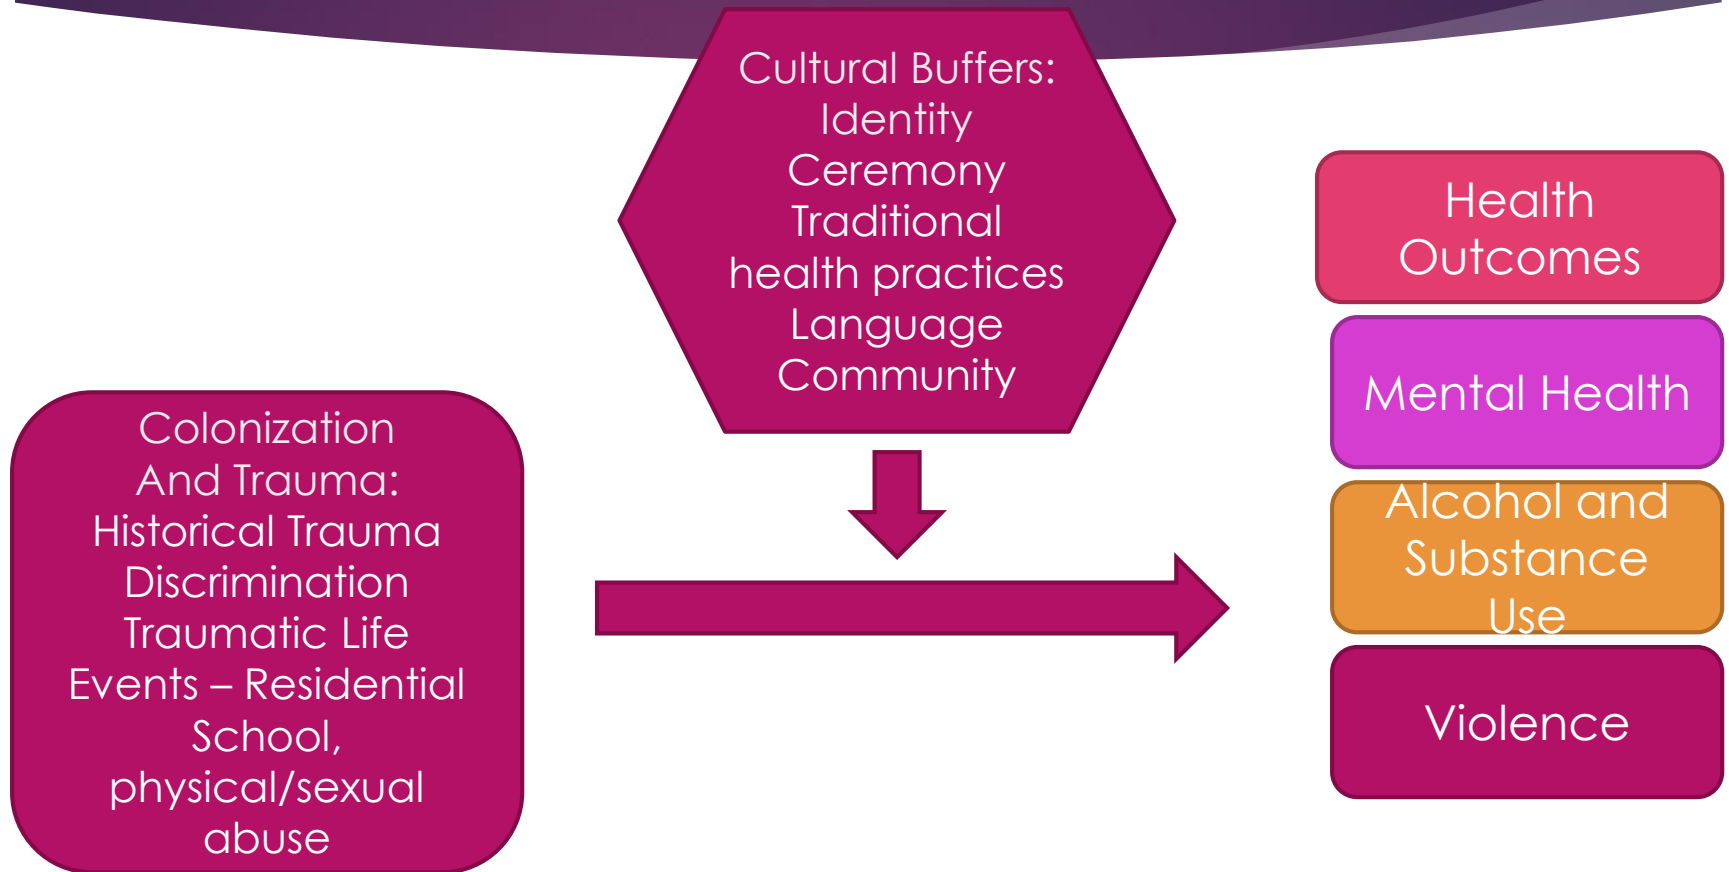 Cultural Buffers:
Identity
Ceremony
Traditional
health practices
Language
Community
Colonization
And Trauma:
Historical Trauma
Discrimination
Traumatic Life
Events – Residential
School,
physical/sexual
abuse
Health
Outcomes
Mental Health
Alcohol and
Substance
Use
Violence